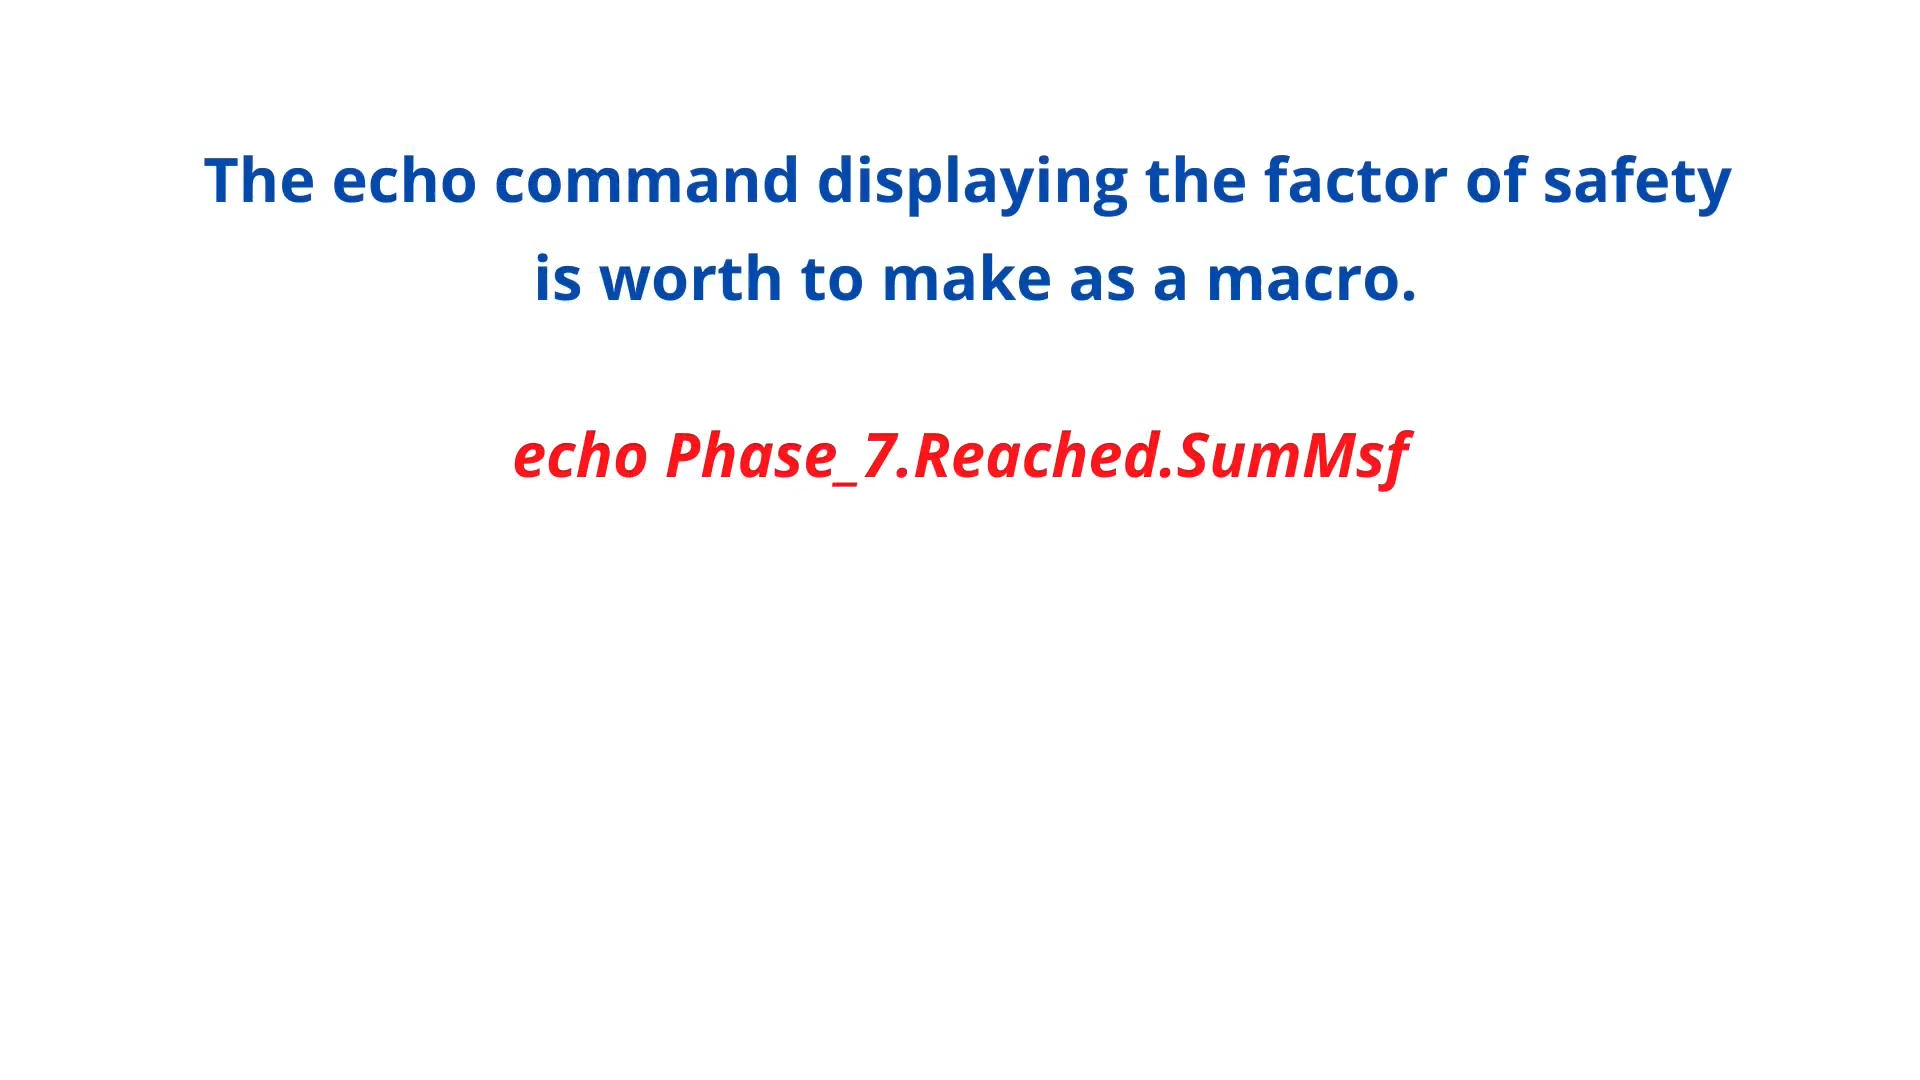 The echo command displaying the factor of safety
is worth to make as a macro.
echo Phase_7.Reached.SumMsf